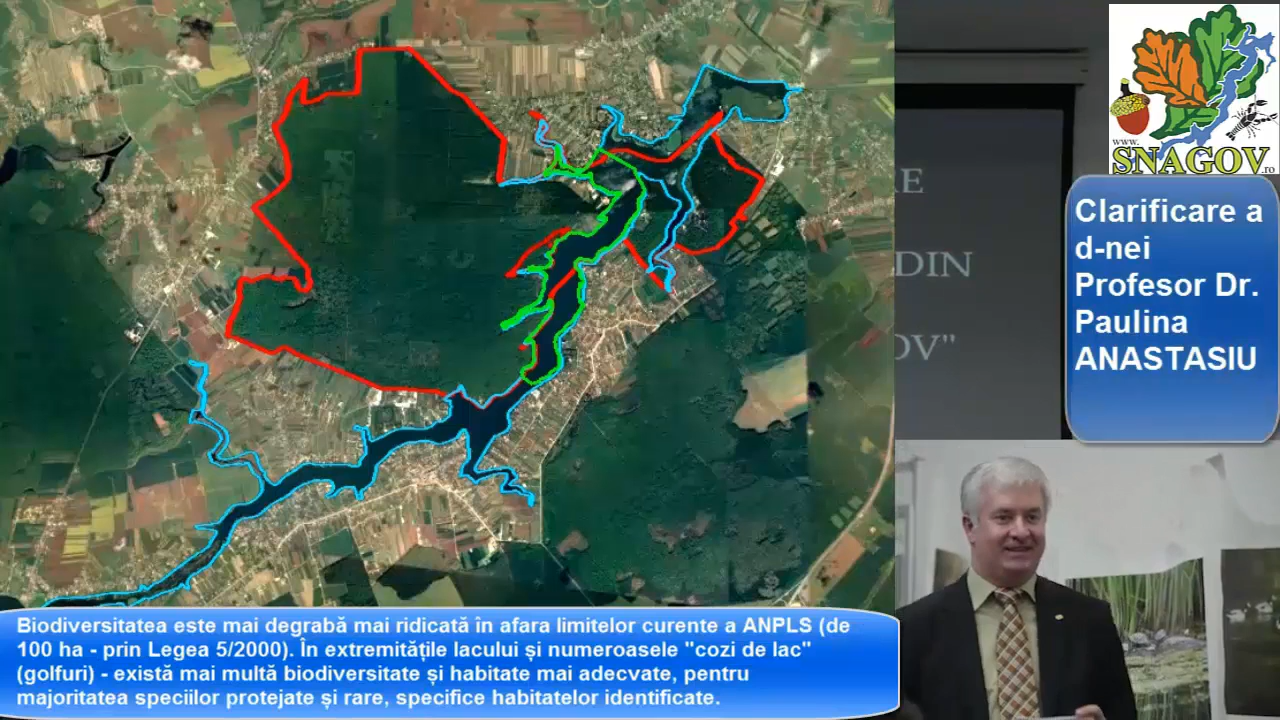 www.
SNAGOV.ro
RE
DIN
OV"
Clarificare a
d-nei
Profesor Dr.
Paulina
ANASTASIU
Biodiversitatea este mai degrabă mai ridicată în afara limitelor curente a ANPLS (de
100 ha - prin Legea 5/2000). În extremitățile lacului și numeroasele "cozi de lac"
(golfuri) - există mai multă biodiversitate și habitate mai adecvate, pentru
majoritatea speciilor protejate și rare, specifice habitatelor identificate.